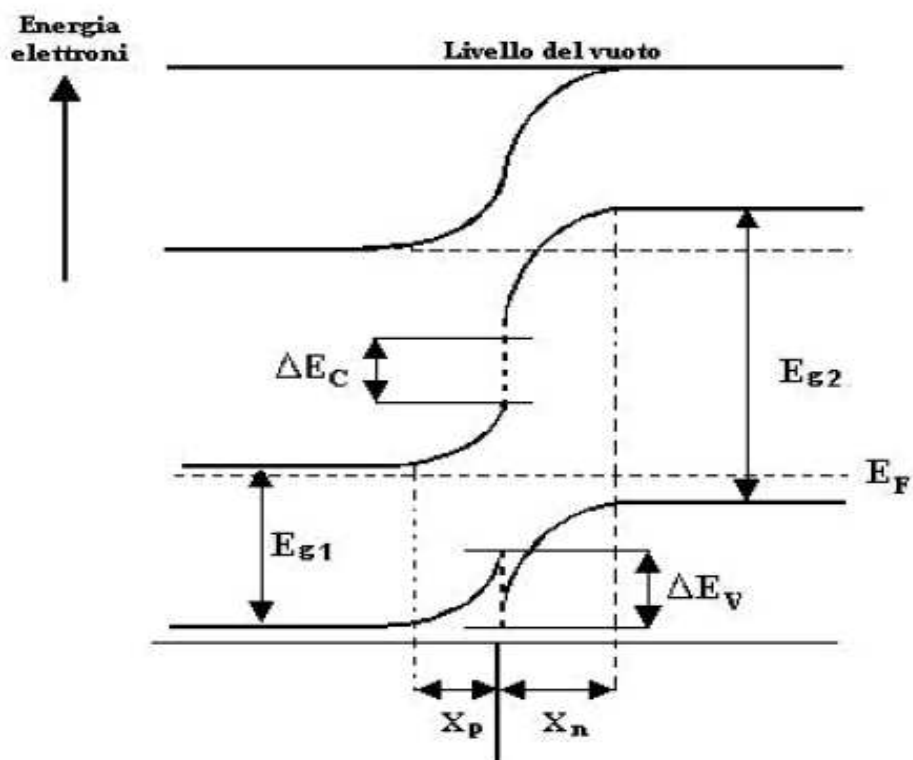 Energia
elettroni
Livello del vuoto
ΔE_C
E_g2
E_F
E_g1
ΔE_V
X_p
X_n